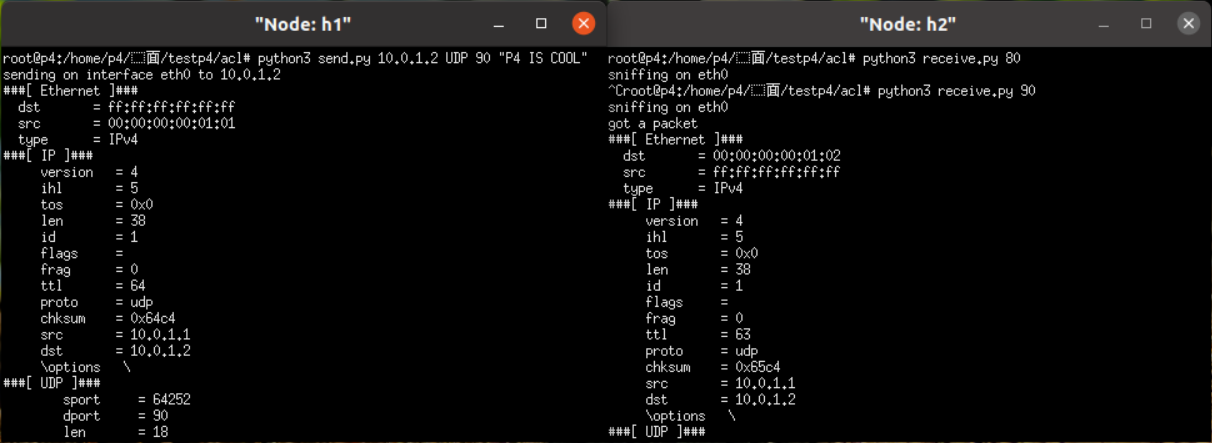 "Node: h1"
root@p4:/home/p4/面/testp4/acl# python3 send.py 10.0.1.2 UDP 90 "P4 IS COOL"
sending on interface eth0 to 10.0.1.2
###[ Ethernet ]###
dst = ff:ff:ff:ff:ff:ff
src = 00:00:00:00:01:01
type = IPv4
###[ IP ]###
version = 4
ihl = 5
tos = 0x0
len = 38
id = 1
flags =
frag = 0
ttl = 64
proto = udp
chksum = 0x64c4
src = 10.0.1.1
dst = 10.0.1.2
\options \
###[ UDP ]###
sport = 64252
dport = 90
len = 18
"Node: h2"
root@p4:/home/p4/面/testp4/acl# python3 receive.py 80
sniffing on eth0
^Croot@p4:/home/p4/面/testp4/acl# python3 receive.py 90
sniffing on eth0
got a packet
###[ Ethernet ]###
dst = 00:00:00:00:01:02
src = ff:ff:ff:ff:ff:ff
type = IPv4
###[ IP ]###
version = 4
ihl = 5
tos = 0x0
len = 38
id = 1
flags =
frag = 0
ttl = 63
proto = udp
chksum = 0x65c4
src = 10.0.1.1
dst = 10.0.1.2
\options \
###[ UDP ]###